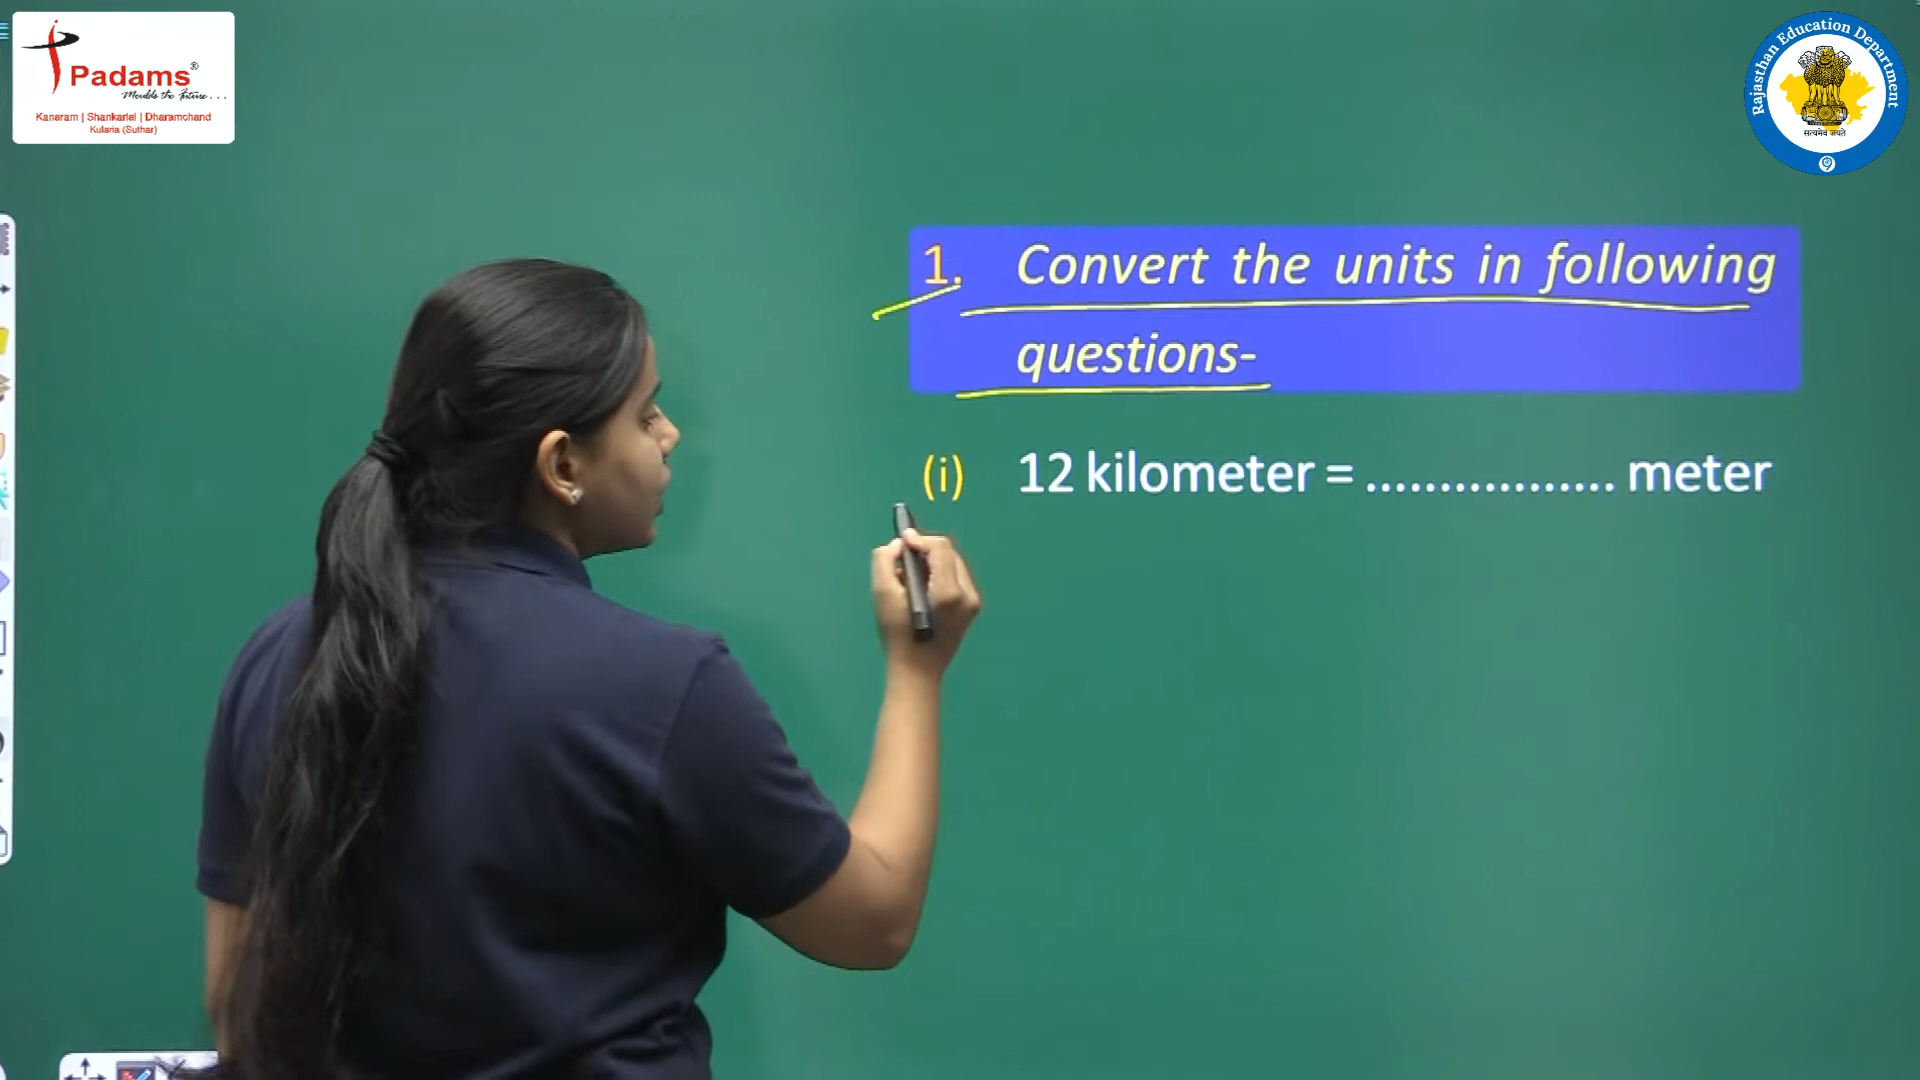 Padams®
Moulds the Future...
Kanaram | Shankarlal | Dharamchand
Kularia (Suthar)
Rajasthan Education Department
सत्यमेव जयते
1. Convert the units in following
questions-
(i) 12 kilometer = ................. meter